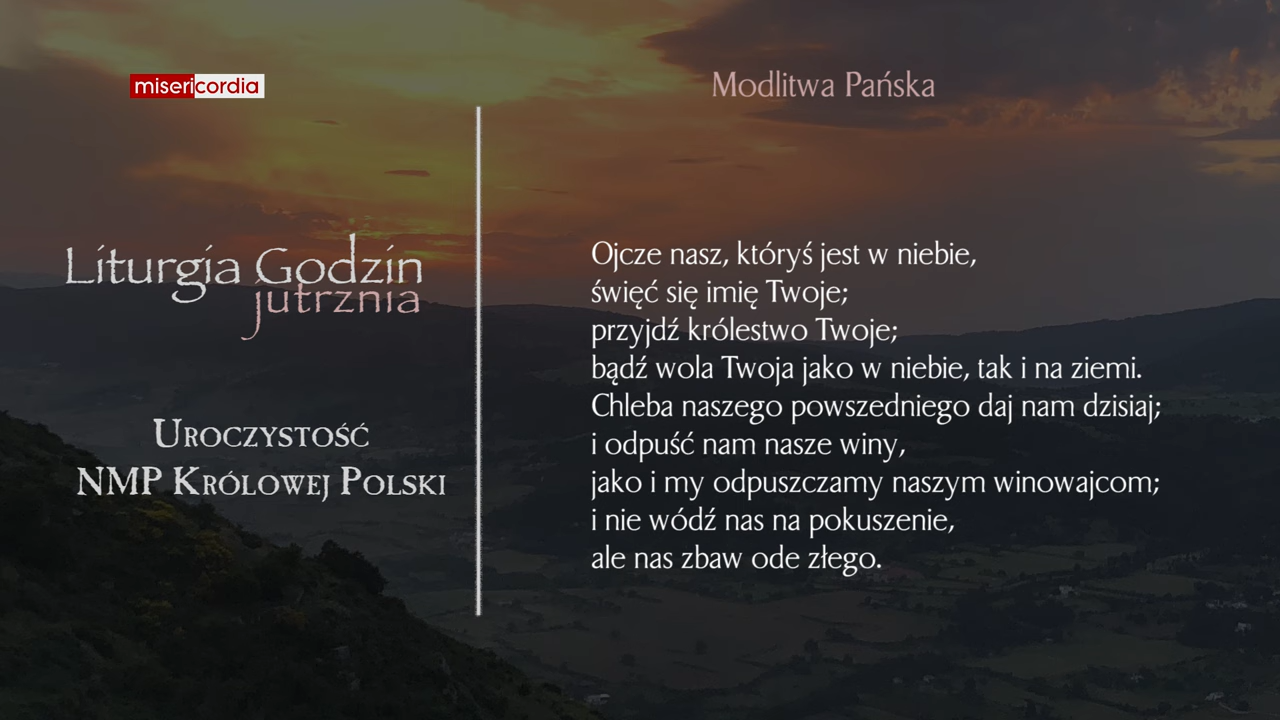 misericordia
Liturgia Godzin
jutrznia
Uroczystość
NMP Królowej Polski
Modlitwa Pańska
Ojcze nasz, któryś jest w niebie,
święć się imię Twoje;
przyjdź królestwo Twoje;
bądź wola Twoja jako w niebie, tak i na ziemi.
Chleba naszego powszedniego daj nam dzisiaj;
i odpuść nam nasze winy,
jako i my odpuszczamy naszym winowajcom;
i nie wódź nas na pokuszenie,
ale nas zbaw ode złego.